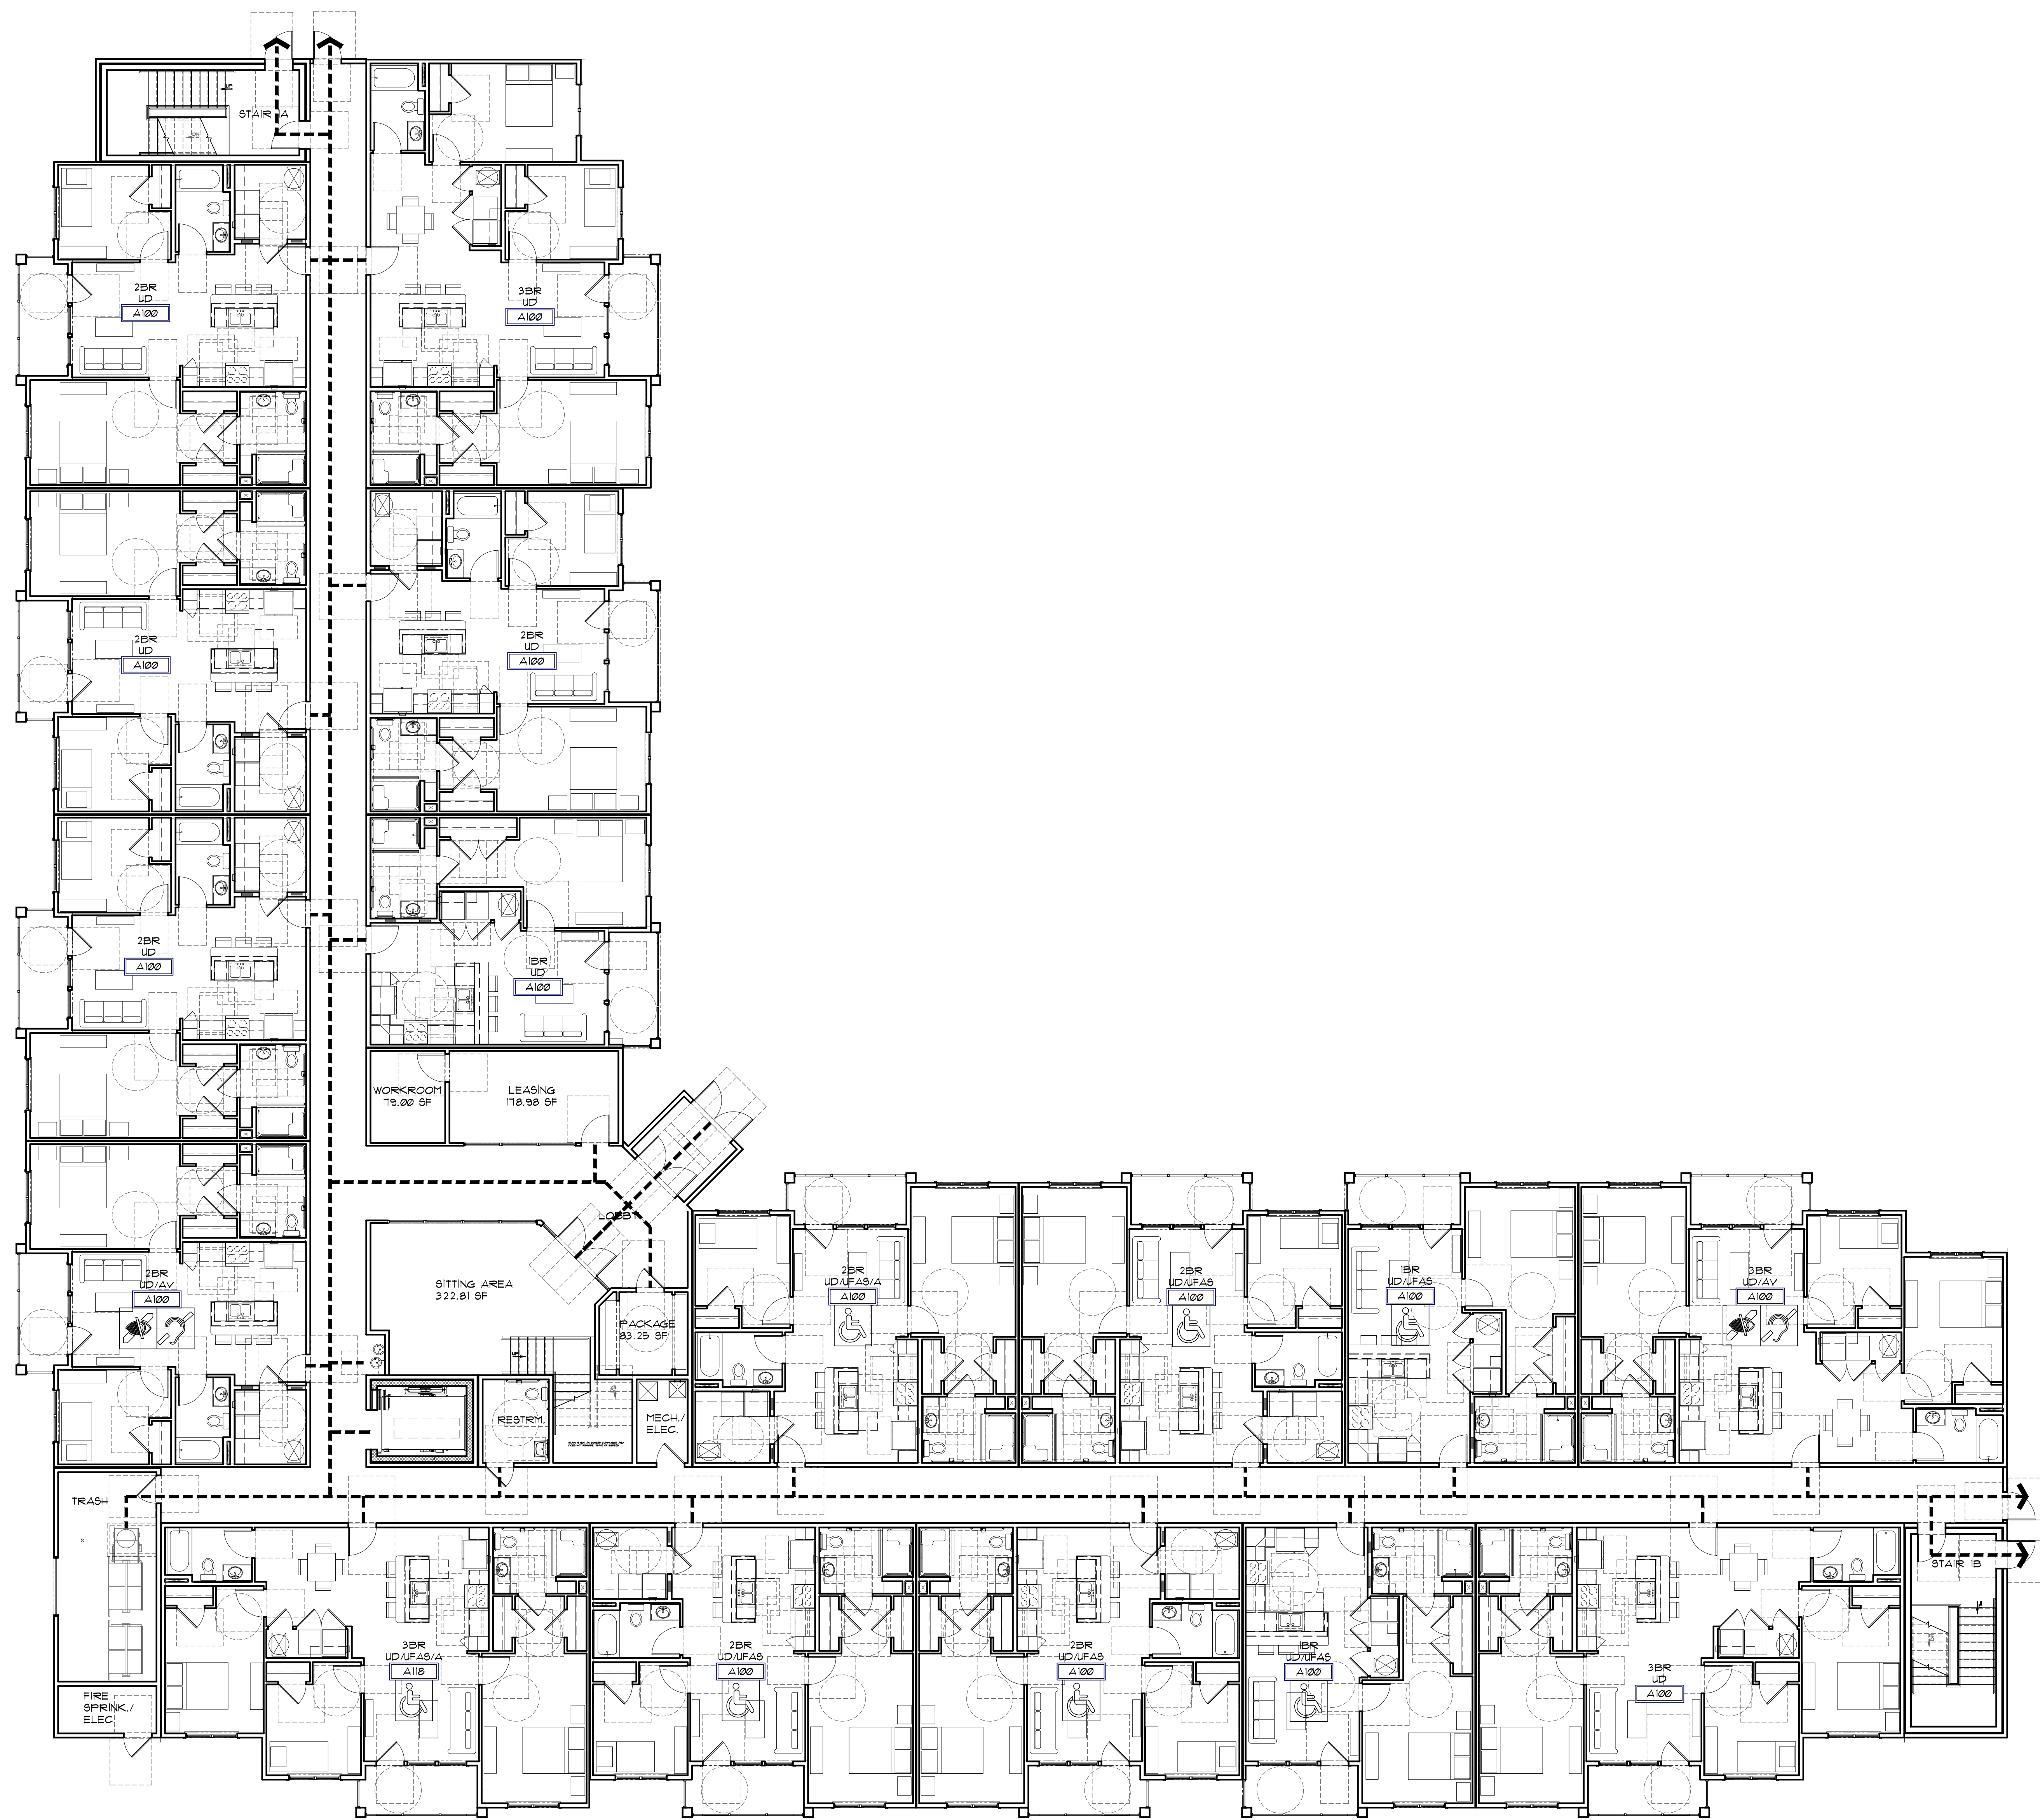 STAIR 1A
2BR
UD
A100
3BR
UD
A100
2BR
UD
A100
2BR
UD
A100
2BR
UD
A100
1BR
UD
A100
WORKROOM
79.00 SF
LEASING
178.98 SF
LOBBY
2BR
UD/AV
A100
SITTING AREA
322.81 SF
PACKAGE
83.25 SF
2BR
UD/UFAS/A
A100
2BR
UD/UFAS
A100
1BR
UD/UFAS
A100
3BR
UD/AV
A100
RESTRM.
MECH./
ELEC.
TRASH
STAIR 1B
3BR
UD/UFAS/A
A118
2BR
UD/UFAS
A100
2BR
UD/UFAS
A100
1BR
UD/UFAS
A100
3BR
UD
A100
FIRE
SPRINK./
ELEC.